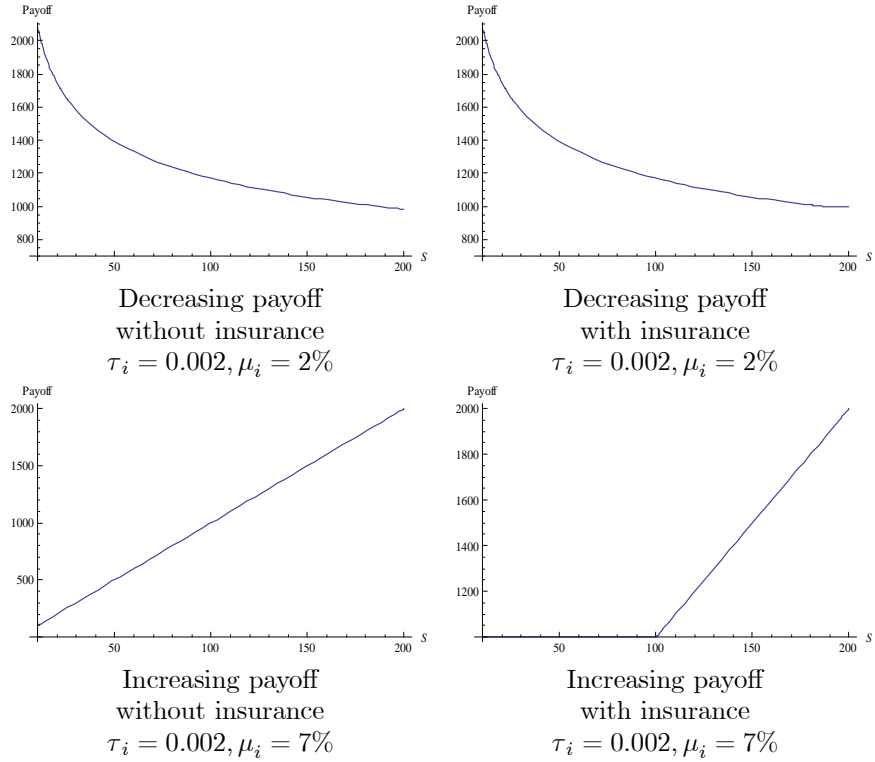 Payoff
2000
1800
1600
1400
1200
1000
800
50 100 150 200 S
Decreasing payoff
without insurance
τᵢ = 0.002, μᵢ = 2%
Payoff
2000
1800
1600
1400
1200
1000
800
50 100 150 200 S
Decreasing payoff
with insurance
τᵢ = 0.002, μᵢ = 2%
Payoff
2000
1500
1000
500
50 100 150 200 S
Increasing payoff
without insurance
τᵢ = 0.002, μᵢ = 7%
Payoff
2000
1800
1600
1400
1200
50 100 150 200 S
Increasing payoff
with insurance
τᵢ = 0.002, μᵢ = 7%